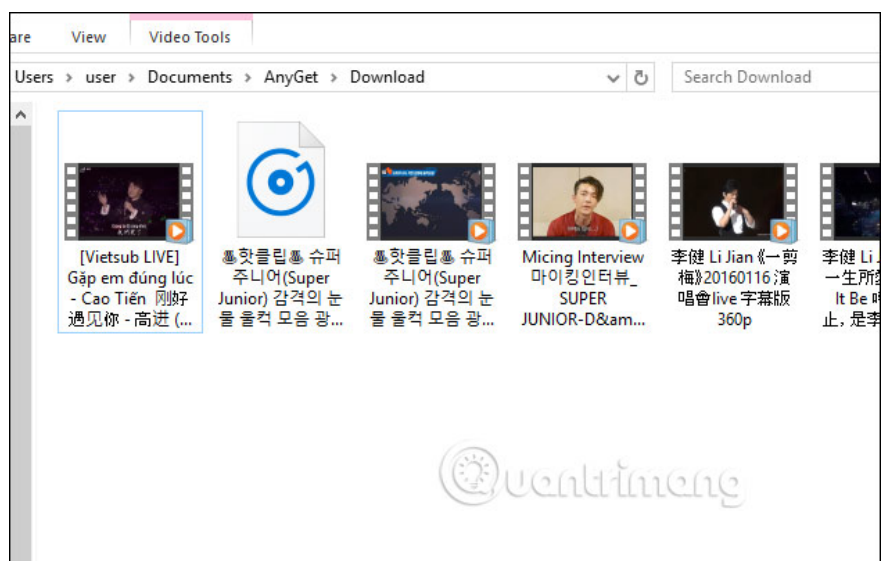 are View Video Tools
Users > user > Documents > AnyGet > Download
Search Download
[Vietsub LIVE]
Gặp em đúng lúc
- Cao Tiến 刚好
遇见你 - 高进 (...
♨핫클립♨ 슈퍼
주니어(Super
Junior) 감격의 눈
물 울컥 모음 광...
♨핫클립♨ 슈퍼
주니어(Super
Junior) 감격의 눈
물 울컥 모음 광...
Micing Interview
마이킹인터뷰_
SUPER
JUNIOR-D&am...
李健 Li Jian《一剪
梅》20160116 演
唱會live 字幕版
360p
李健 Li J
一生所
It Be
止, 是李
Quantrimang